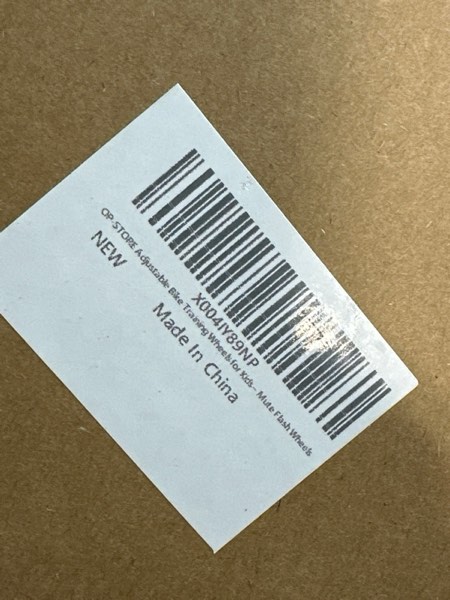 X004IY89NP
OP-STORE Adjustable Bike Training Wheels for Kids-- Mute Flash Wheels
NEW
Made In China